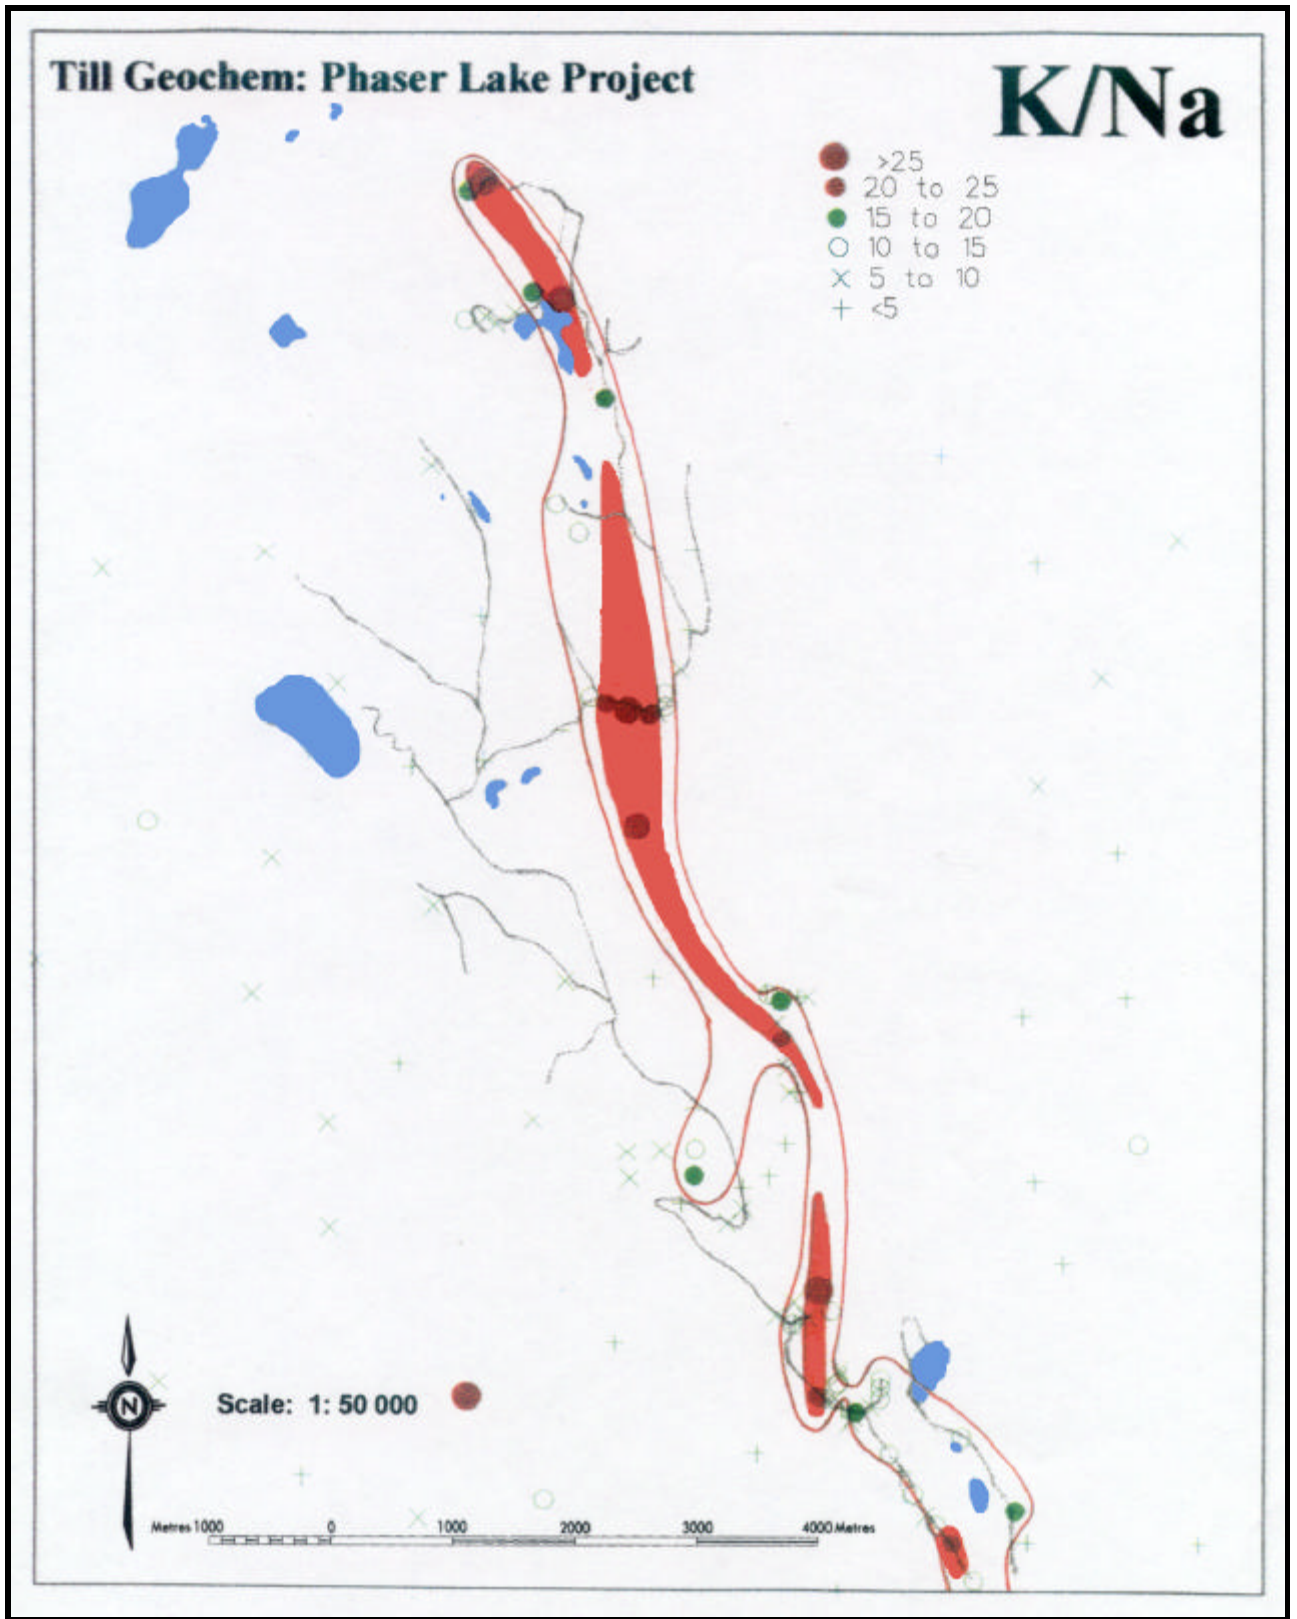 Till Geochem: Phaser Lake Project
K/Na
>25
20 to 25
15 to 20
10 to 15
5 to 10
<5
N
Scale: 1: 50 000
Metres 1000 0 1000 2000 3000 4000 Metres